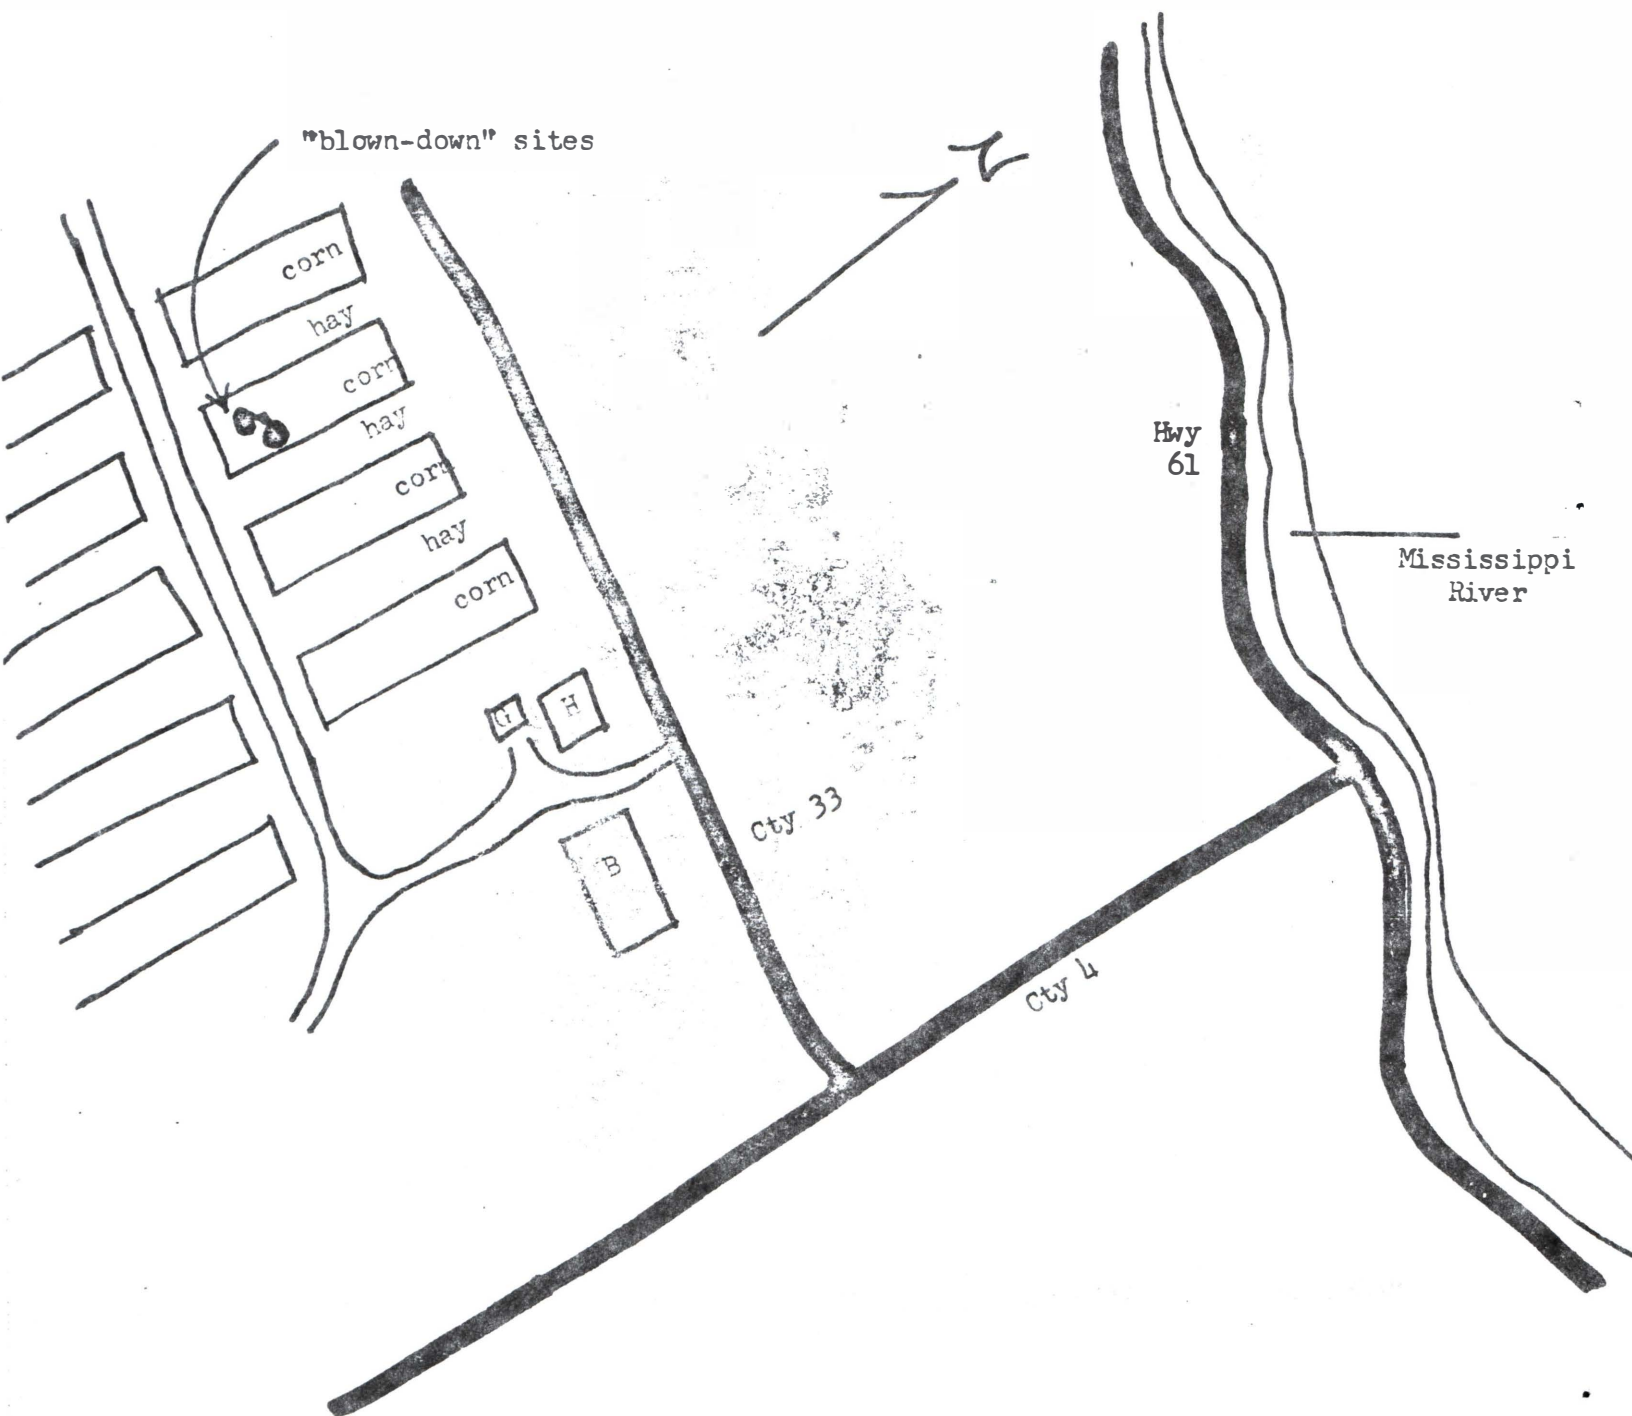 "blown-down" sites
N
corn
hay
corn
hay
corn
hay
corn
G
H
B
Cty 33
Cty 4
Hwy
61
Mississippi
River